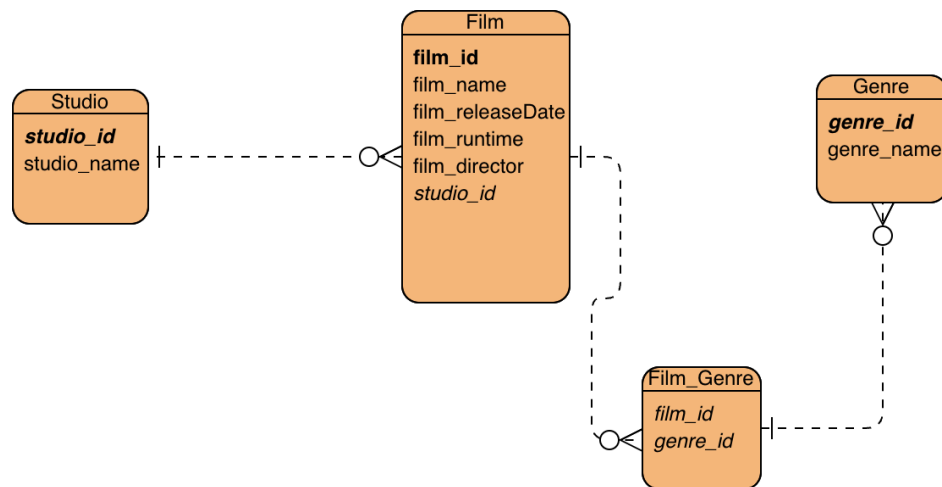 Studio
studio_id
studio_name
Film
film_id
film_name
film_releaseDate
film_runtime
film_director
studio_id
Genre
genre_id
genre_name
Film_Genre
film_id
genre_id